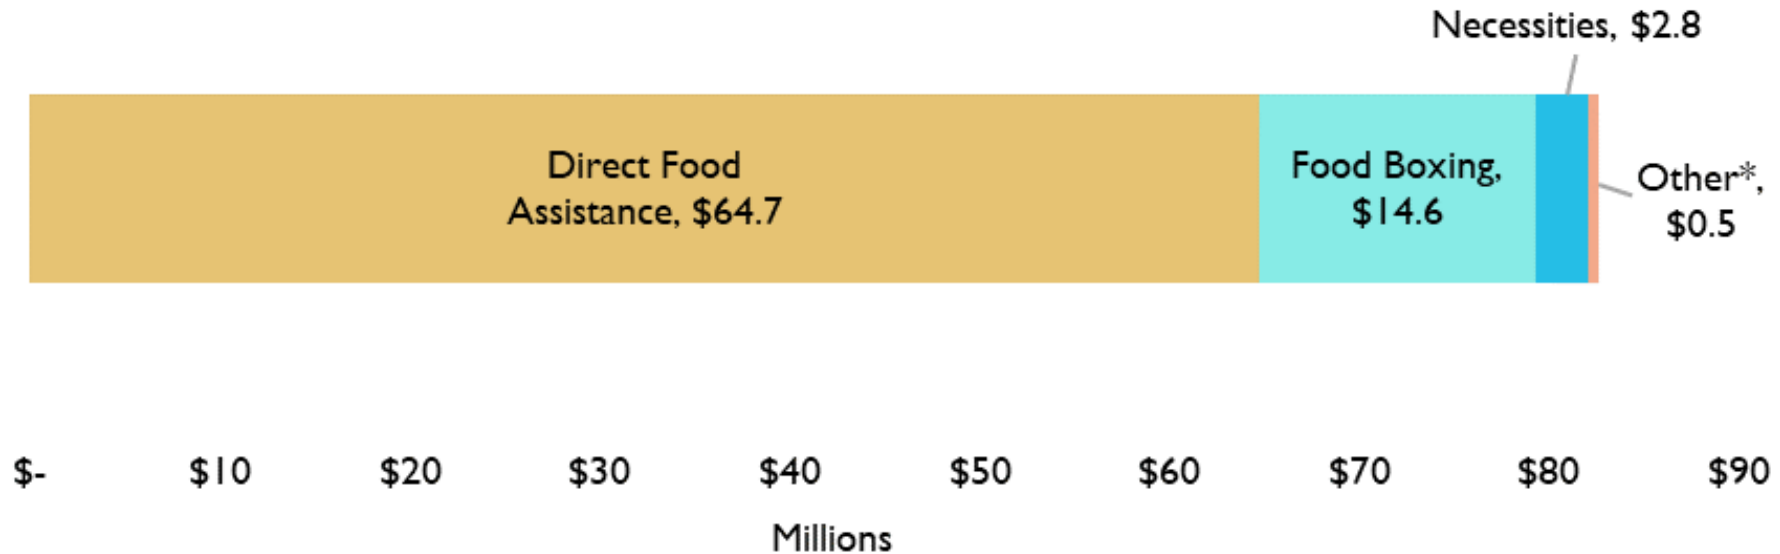 Necessities, $2.8
Direct Food
Assistance, $64.7
Food Boxing,
$14.6
Other*,
$0.5
$- $10 $20 $30 $40 $50 $60 $70 $80 $90
Millions